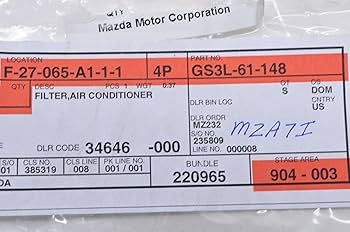 QTY
Mazda Motor Corporation
LOCATION PART NO.
F-27-065-A1-1-1 4P GS3L-61-148
QTY DESC PCS 1 WGT 0.37 OT OS
FILTER,AIR CONDITIONER S DOM
DLR BIN LOC CNTRY
US
DLR ORDR
MZ232 MZA7I
S/O NO.
235809
DLR CODE 34646 -000 LINE NO. 000008
S/O CLS NO. CLS LINE PK LINE NO. BUNDLE STAGE AREA
01 385319 008 001 / 001 220965 904 - 003
DA